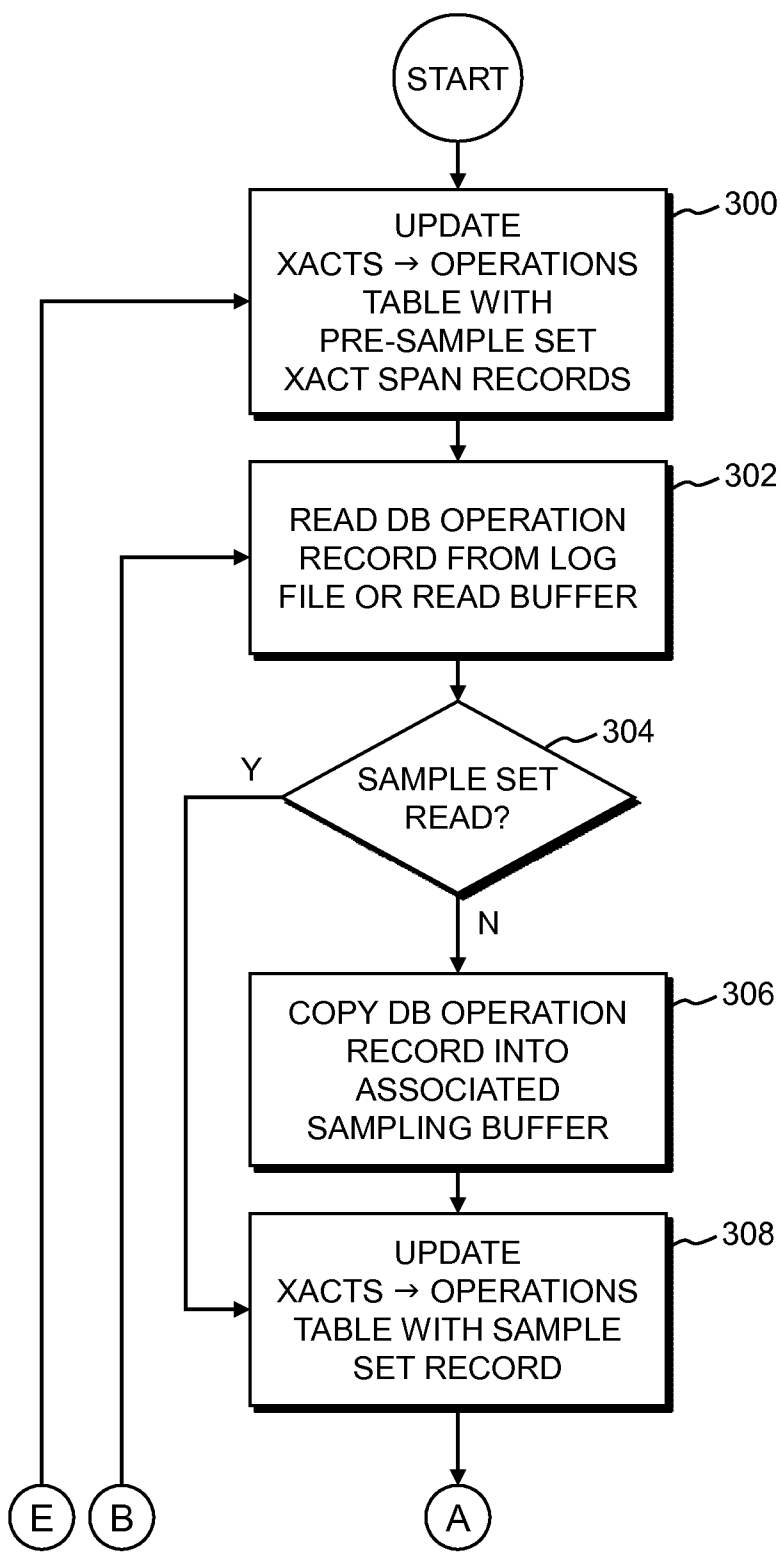 START
300
UPDATE
XACTS → OPERATIONS
TABLE WITH
PRE-SAMPLE SET
XACT SPAN RECORDS
302
READ DB OPERATION
RECORD FROM LOG
FILE OR READ BUFFER
304
Y
SAMPLE SET
READ?
N
306
COPY DB OPERATION
RECORD INTO
ASSOCIATED
SAMPLING BUFFER
308
UPDATE
XACTS → OPERATIONS
TABLE WITH SAMPLE
SET RECORD
E
B
A